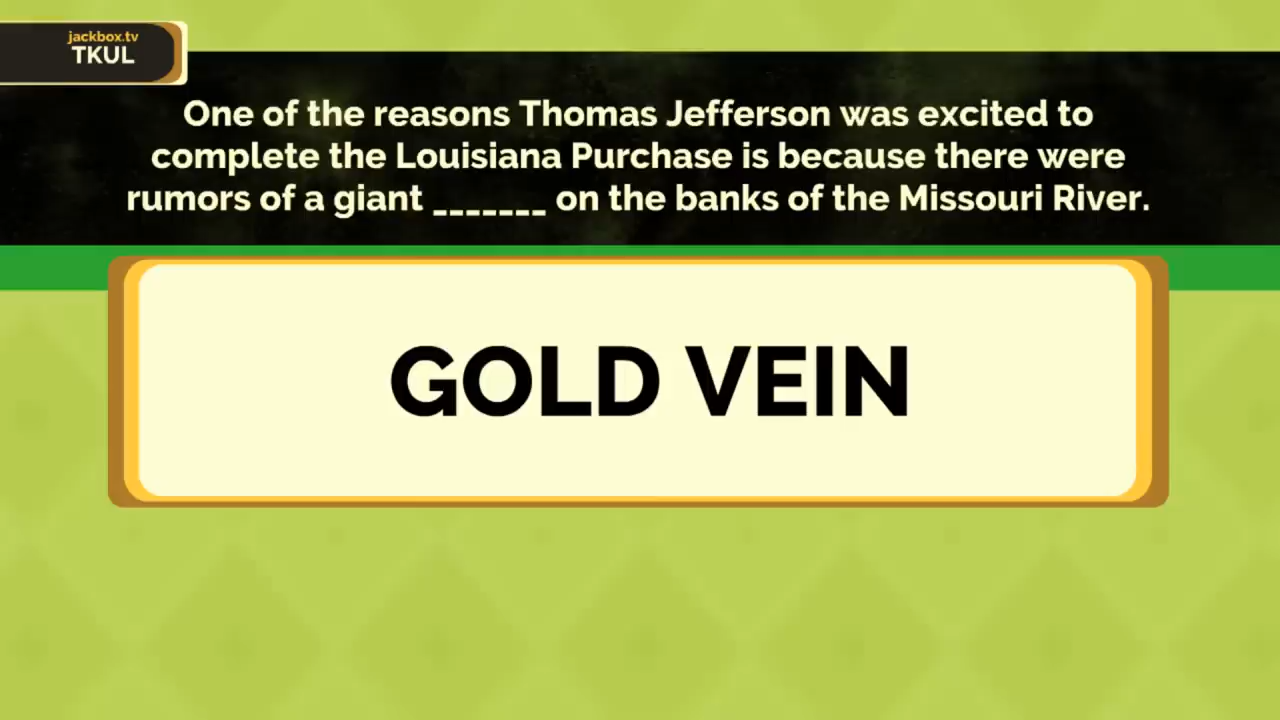 jackbox.tv
TKUL
One of the reasons Thomas Jefferson was excited to
complete the Louisiana Purchase is because there were
rumors of a giant _______ on the banks of the Missouri River.
GOLD VEIN